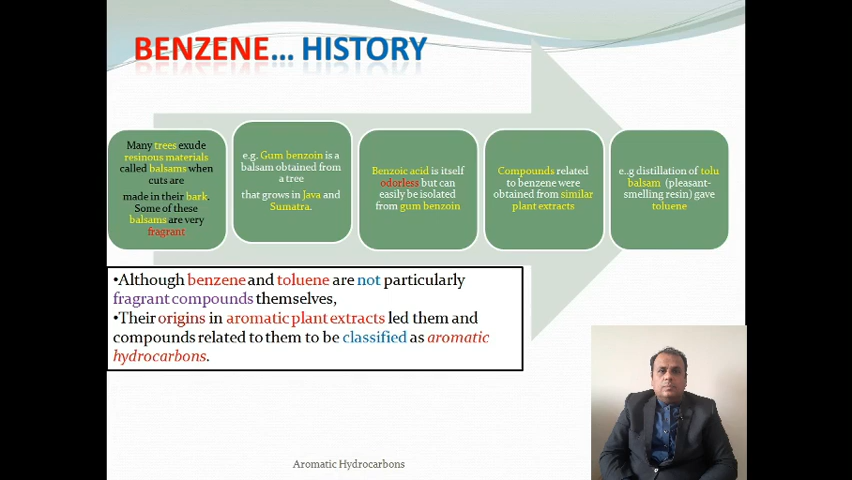 BENZENE... HISTORY
Many trees exude
resinous materials
called balsams when
cuts are
made in their bark.
Some of these
balsams are very
fragrant
e.g. Gum benzoin is a
balsam obtained from
a tree
that grows in Java and
Sumatra.
Benzoic acid is itself
odorless but can
easily be isolated
from gum benzoin
Compounds related
to benzene were
obtained from similar
plant extracts
e..g distillation of tolu
balsam (pleasant-
smelling resin) gave
toluene
•Although benzene and toluene are not particularly
fragrant compounds themselves,
•Their origins in aromatic plant extracts led them and
compounds related to them to be classified as aromatic
hydrocarbons.
Aromatic Hydrocarbons